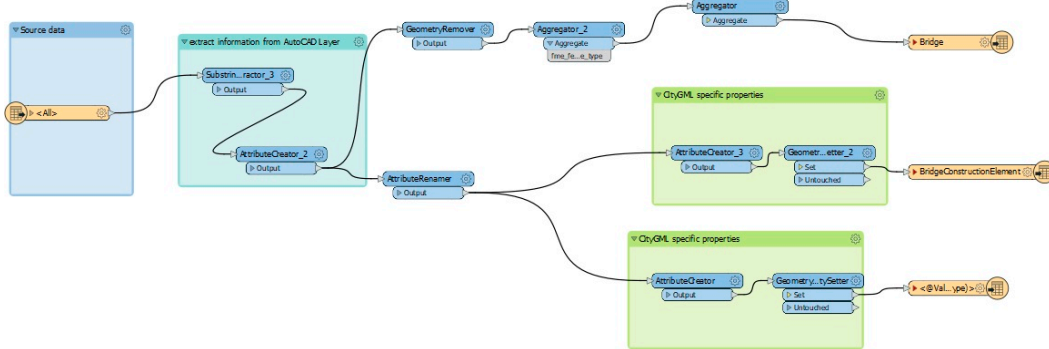 Source data
<All>
extract information from AutoCAD Layer
Substrin...ractor_3
Output
AttributeCreator_2
Output
GeometryRemover
Output
Aggregator_2
Aggregate
fme_fe...e_type
Aggregator
Aggregate
Bridge
AttributeRenamer
Output
CityGML specific properties
AttributeCreator_3
Output
Geometr...etter_2
Set
Untouched
BridgeConstructionElement
CityGML specific properties
AttributeCreator
Output
Geometry...tySetter
Set
Untouched
<@Val...ype)>